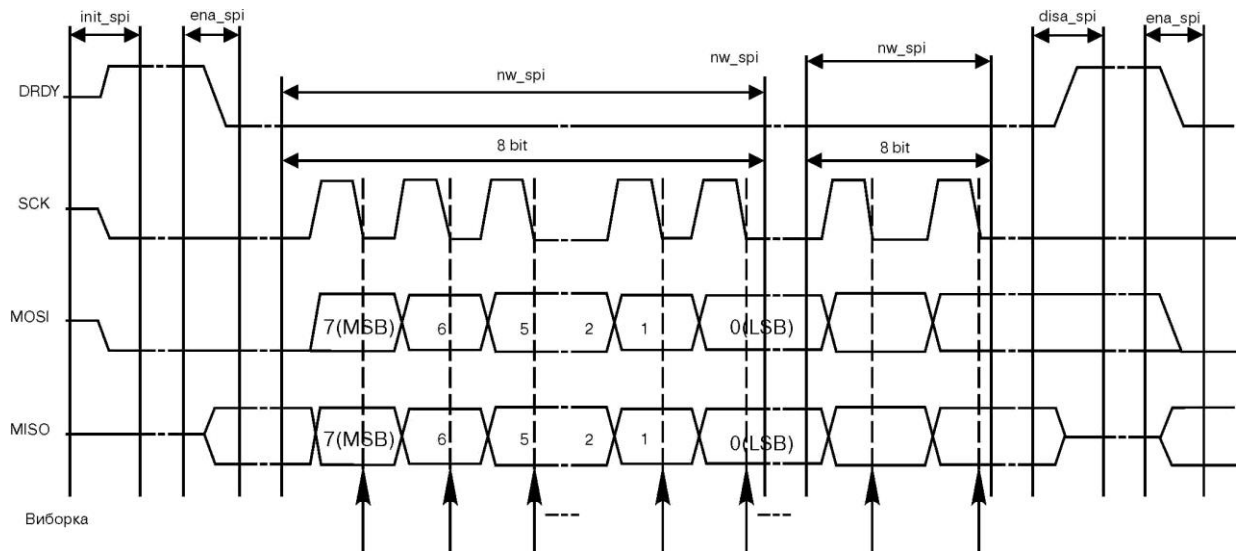 init_spi
ena_spi
disa_spi
ena_spi
nw_spi
nw_spi
nw_spi
DRDY
8 bit
8 bit
SCK
MOSI
7(MSB) 6 5 2 1 0(LSB)
MISO
7(MSB) 6 5 2 1 0(LSB)
Виборка